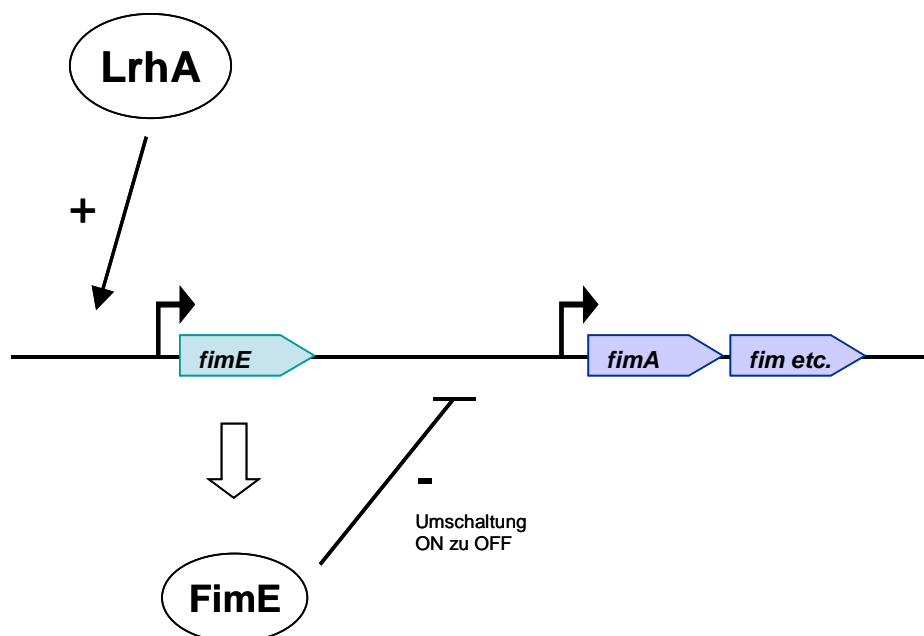 LrhA
+
fimE
fimA
fim etc.
-
Umschaltung
ON zu OFF
FimE